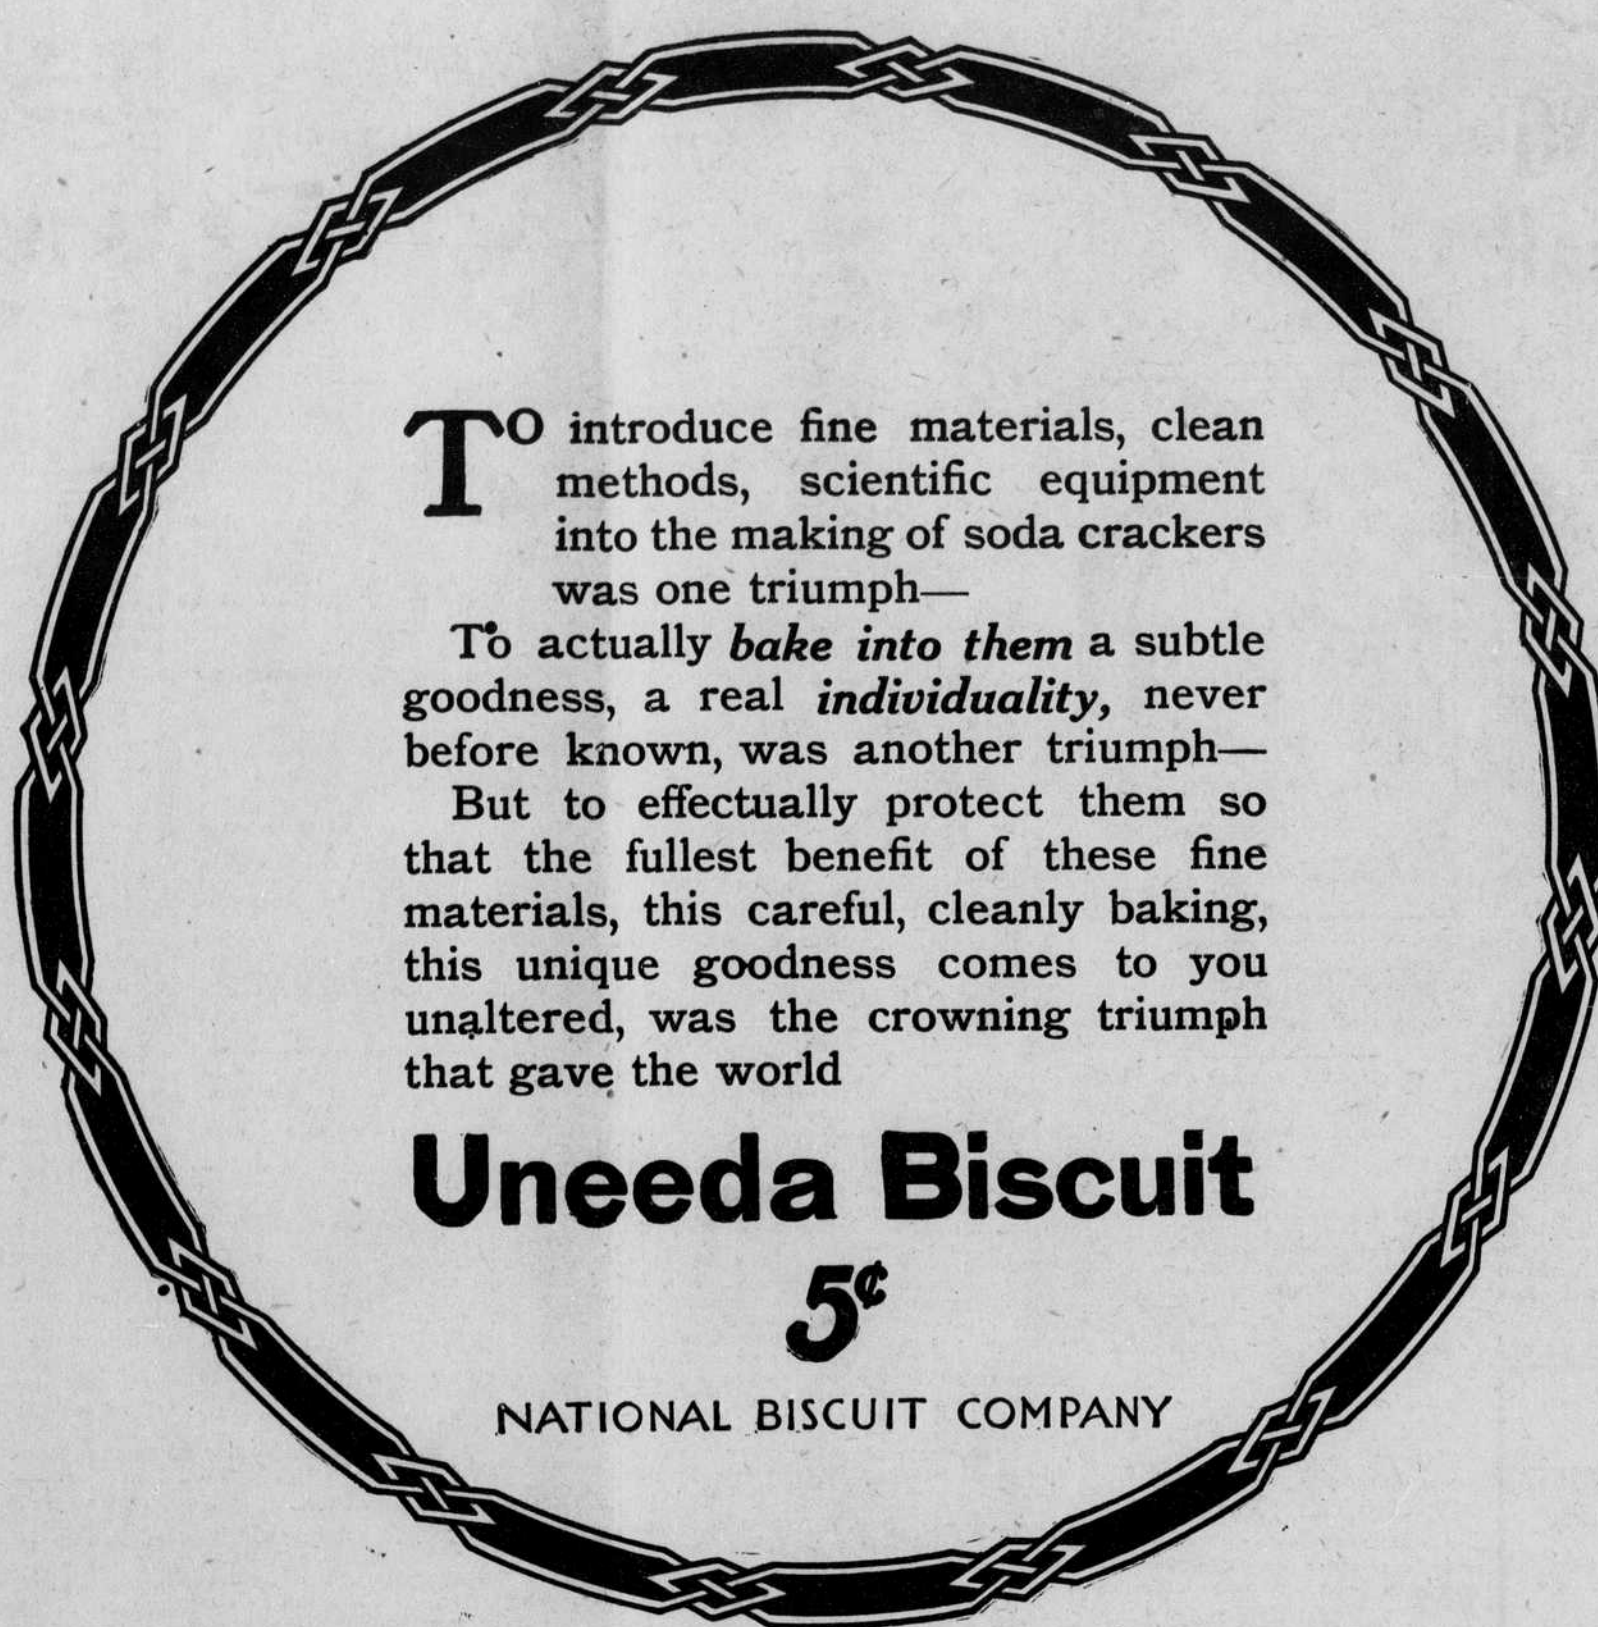 TO introduce fine materials, clean
methods, scientific equipment
into the making of soda crackers
was one triumph—
To actually bake into them a subtle
goodness, a real individuality, never
before known, was another triumph—
But to effectually protect them so
that the fullest benefit of these fine
materials, this careful, cleanly baking,
this unique goodness comes to you
unaltered, was the crowning triumph
that gave the world
Uneeda Biscuit
5¢
NATIONAL BISCUIT COMPANY